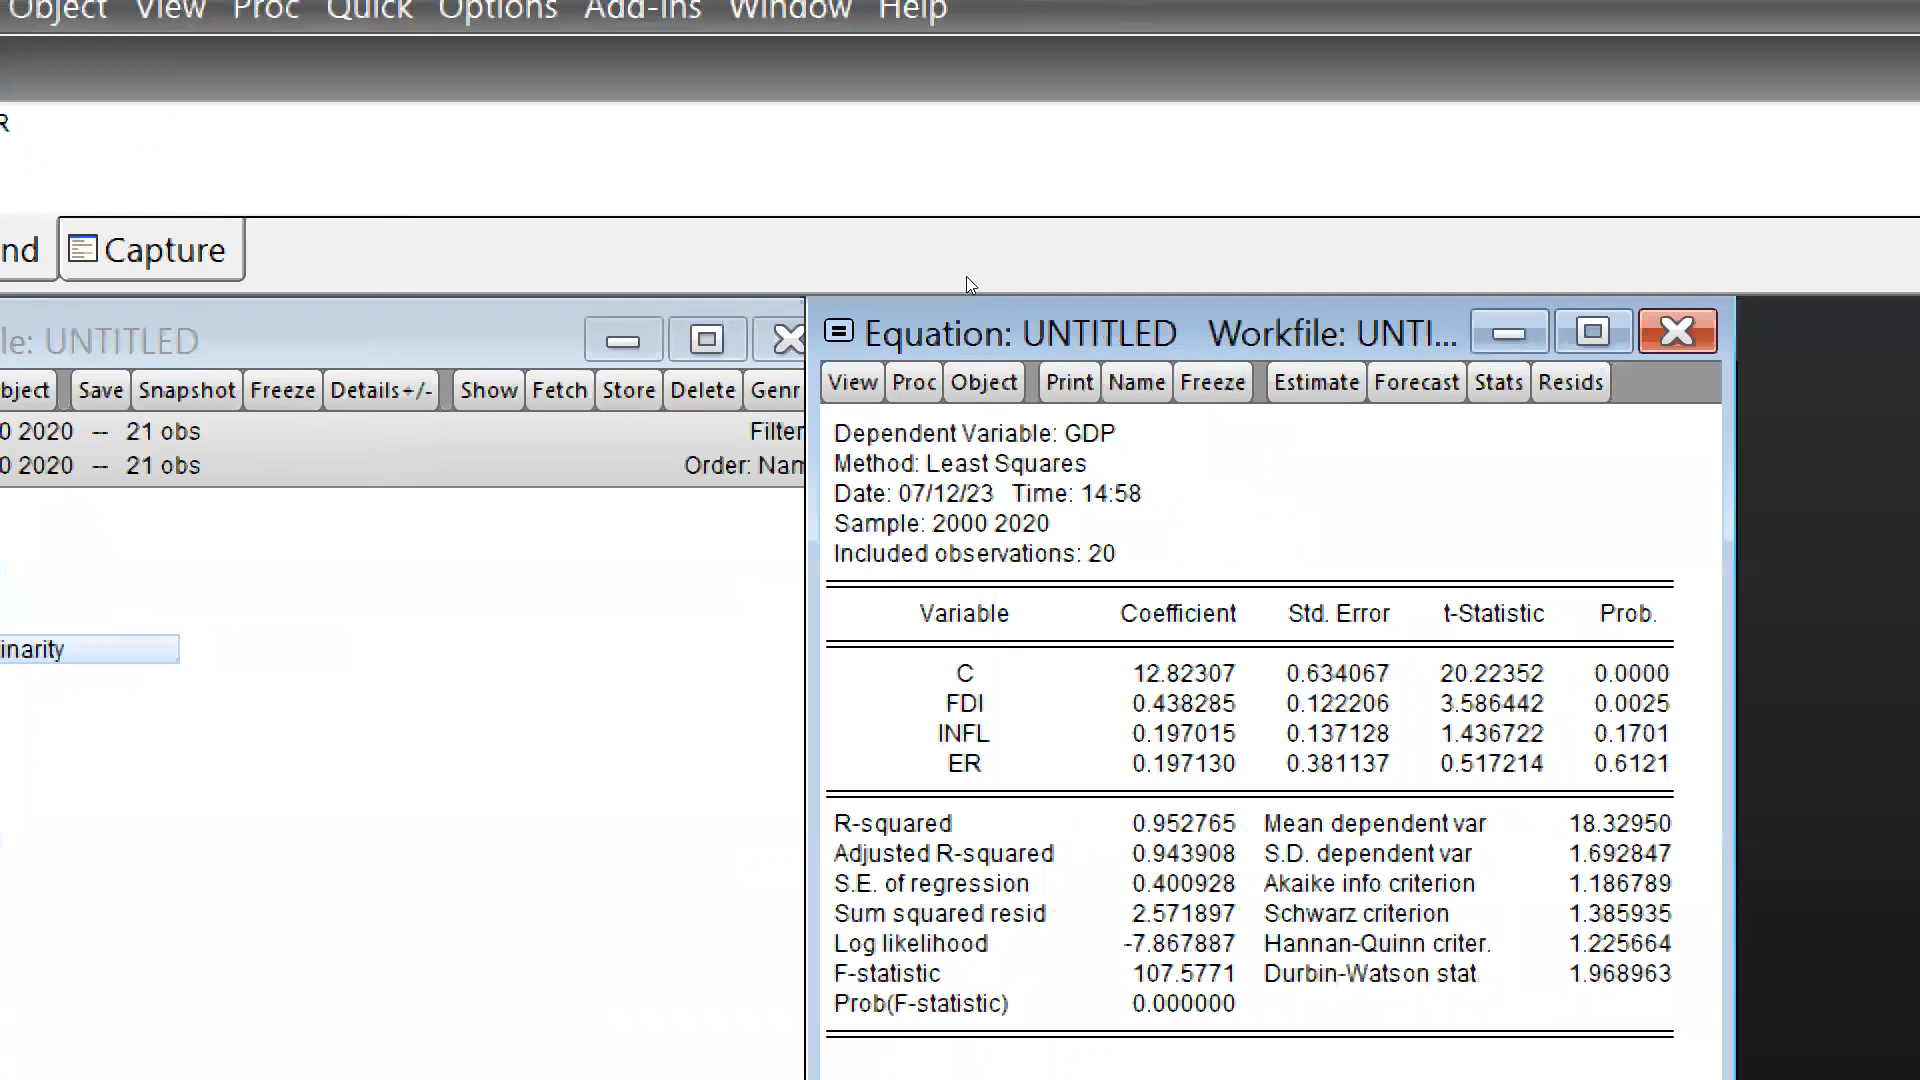 Object View Proc Quick Options Add-ins Window Help
R
nd Capture
le: UNTITLED
bject Save Snapshot Freeze Details+/- Show Fetch Store Delete Genr
0 2020 -- 21 obs Filter
0 2020 -- 21 obs Order: Nam
inarity
Equation: UNTITLED Workfile: UNTI...
View Proc Object Print Name Freeze Estimate Forecast Stats Resids
Dependent Variable: GDP
Method: Least Squares
Date: 07/12/23 Time: 14:58
Sample: 2000 2020
Included observations: 20
Variable Coefficient Std. Error t-Statistic Prob.
C 12.82307 0.634067 20.22352 0.0000
FDI 0.438285 0.122206 3.586442 0.0025
INFL 0.197015 0.137128 1.436722 0.1701
ER 0.197130 0.381137 0.517214 0.6121
R-squared 0.952765 Mean dependent var 18.32950
Adjusted R-squared 0.943908 S.D. dependent var 1.692847
S.E. of regression 0.400928 Akaike info criterion 1.186789
Sum squared resid 2.571897 Schwarz criterion 1.385935
Log likelihood -7.867887 Hannan-Quinn criter. 1.225664
F-statistic 107.5771 Durbin-Watson stat 1.968963
Prob(F-statistic) 0.000000